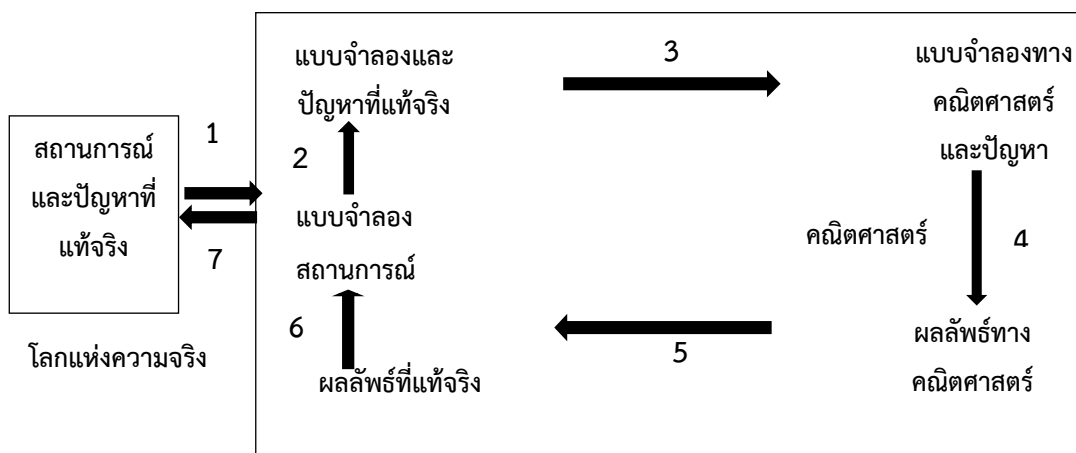 สถานการณ์
และปัญหาที่
แท้จริง
โลกแห่งความจริง
1
7
แบบจำลองและ
ปัญหาที่แท้จริง
2
แบบจำลอง
สถานการณ์
6
ผลลัพธ์ที่แท้จริง
3
5
แบบจำลองทาง
คณิตศาสตร์
และปัญหา
คณิตศาสตร์
4
ผลลัพธ์ทาง
คณิตศาสตร์